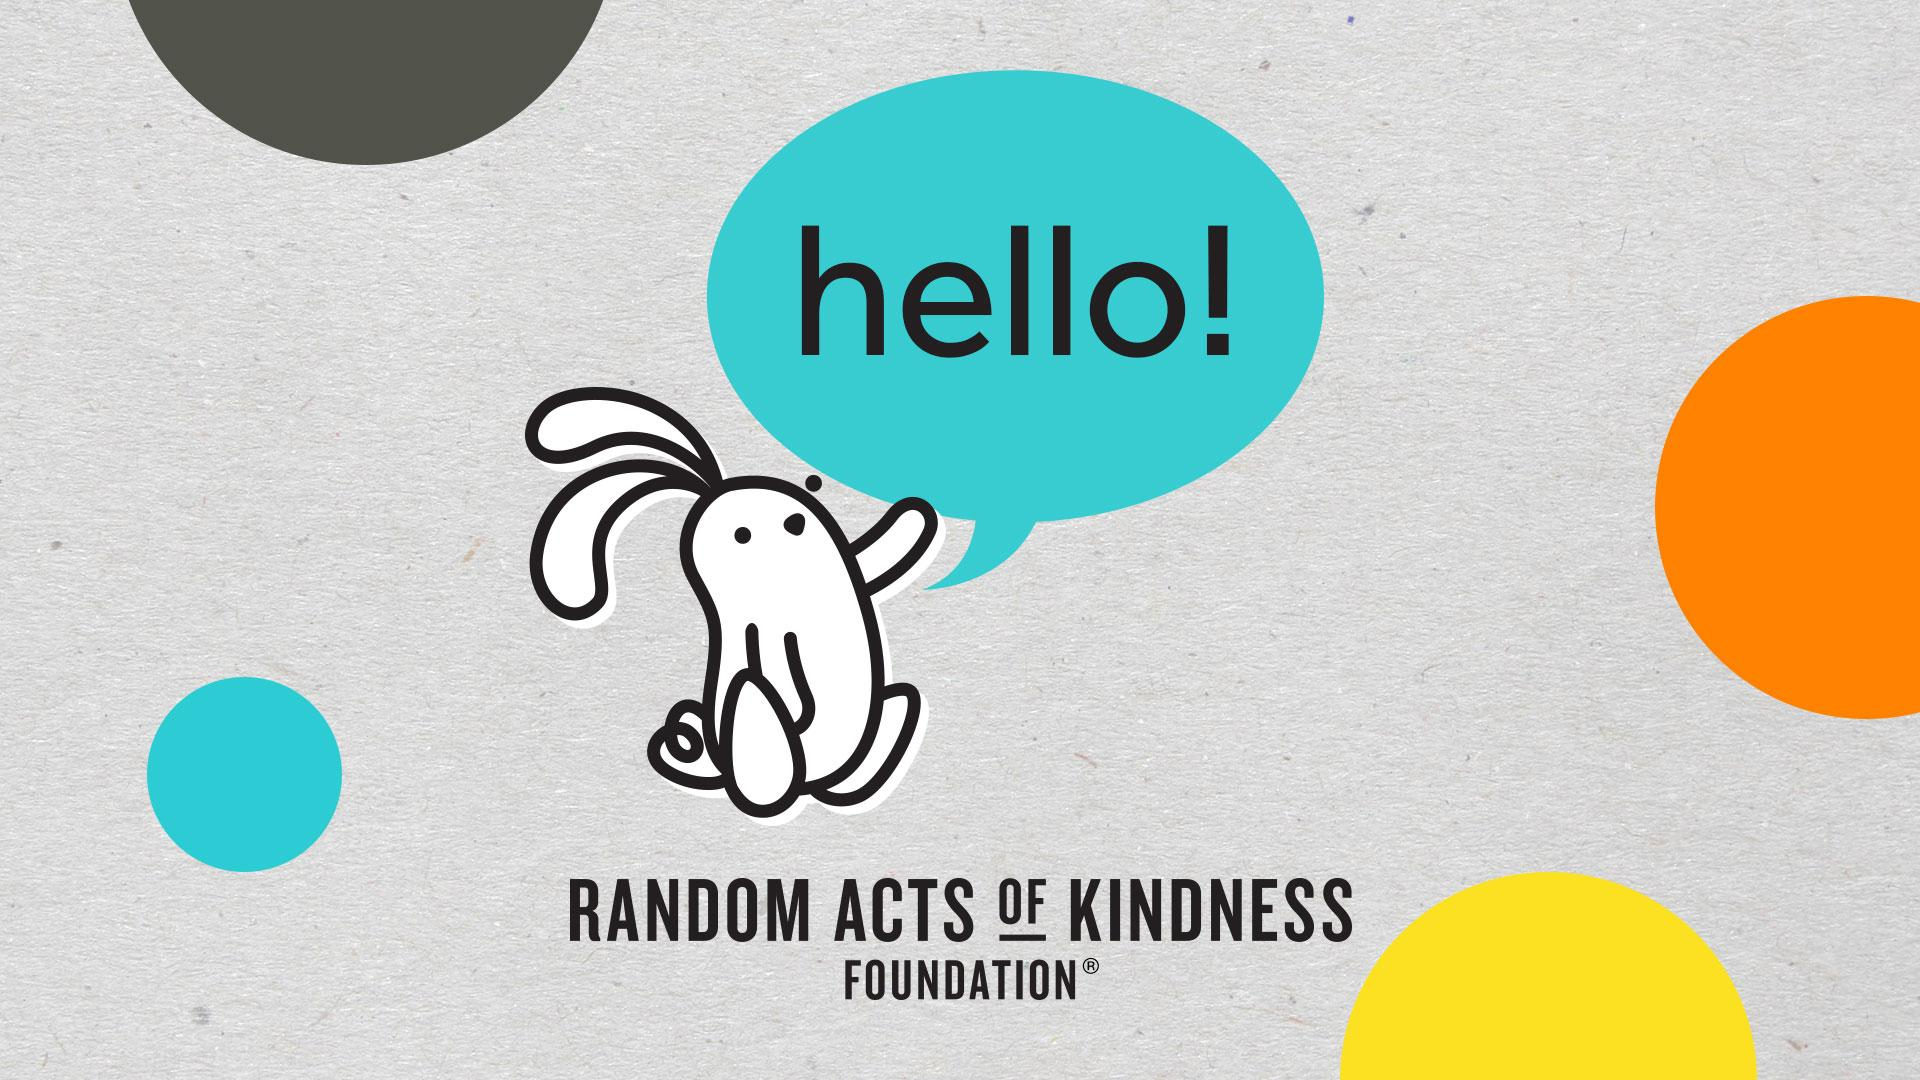 hello!
RANDOM ACTS OF KINDNESS
FOUNDATION®